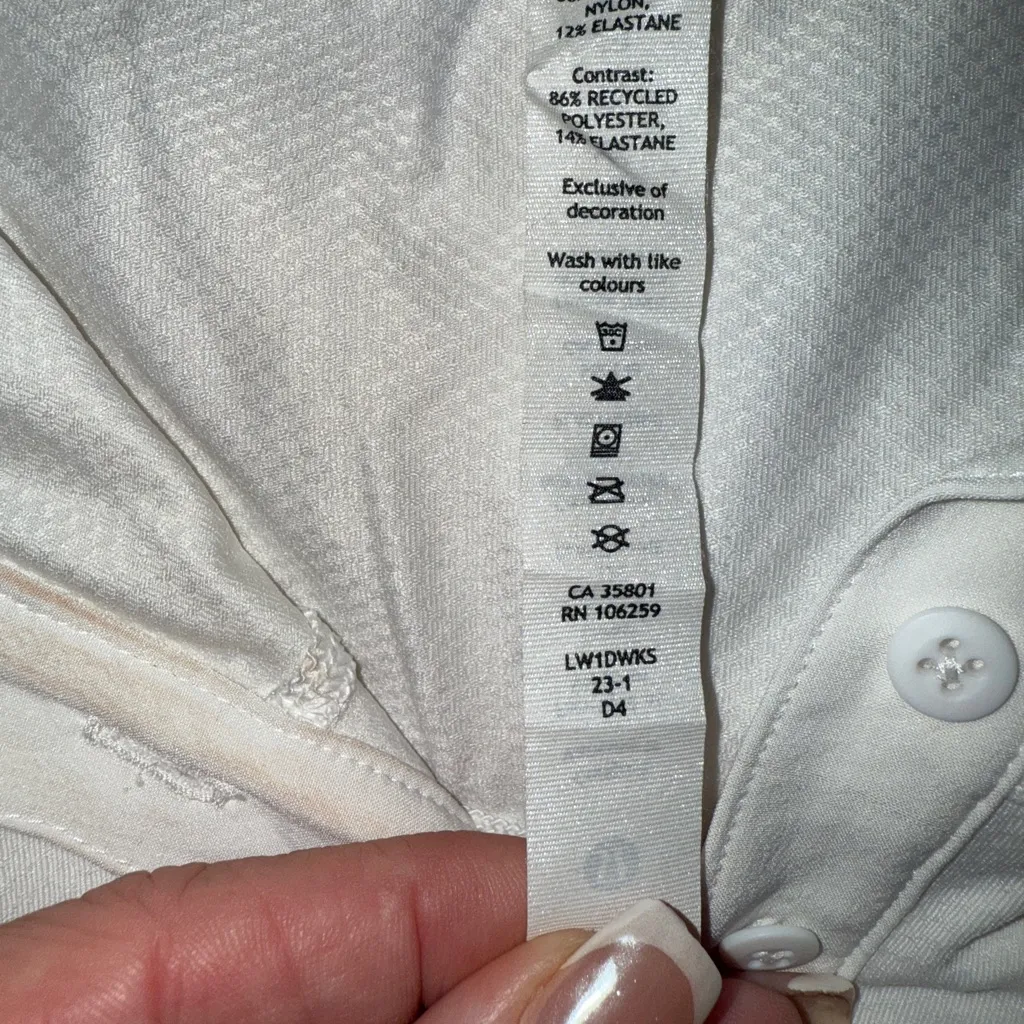 NYLON,
12% ELASTANE
Contrast:
86% RECYCLED
POLYESTER,
14% ELASTANE
Exclusive of
decoration
Wash with like
colours
30C
CA 35801
RN 106259
LW1DWKS
23-1
D4